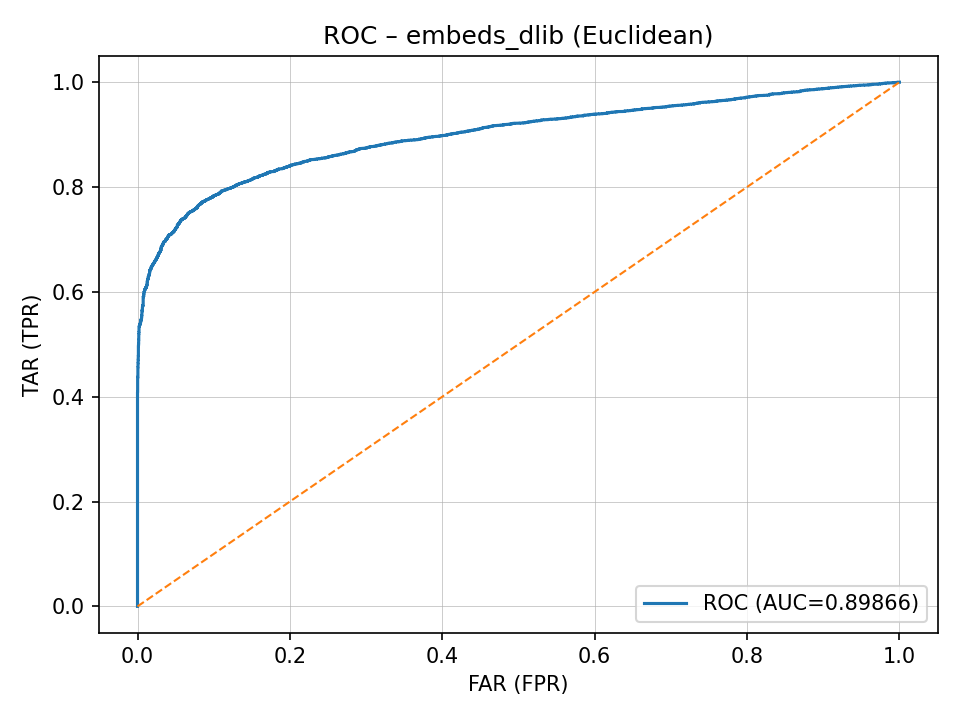 ROC – embeds_dlib (Euclidean)
TAR (TPR)
1.0
0.8
0.6
0.4
0.2
0.0
0.0 0.2 0.4 0.6 0.8 1.0
FAR (FPR)
ROC (AUC=0.89866)